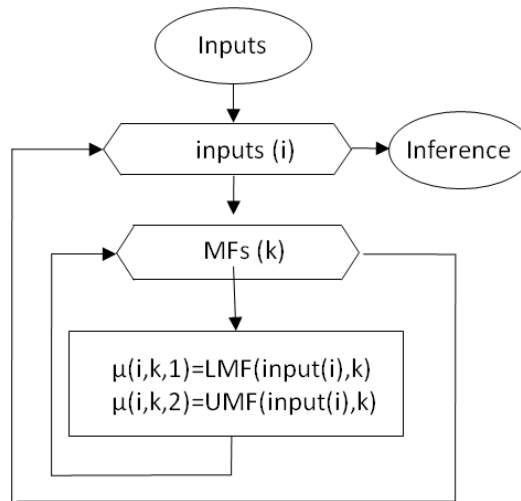 Inputs
inputs (i)
Inference
MFs (k)
μ(i,k,1)=LMF(input(i),k)
μ(i,k,2)=UMF(input(i),k)